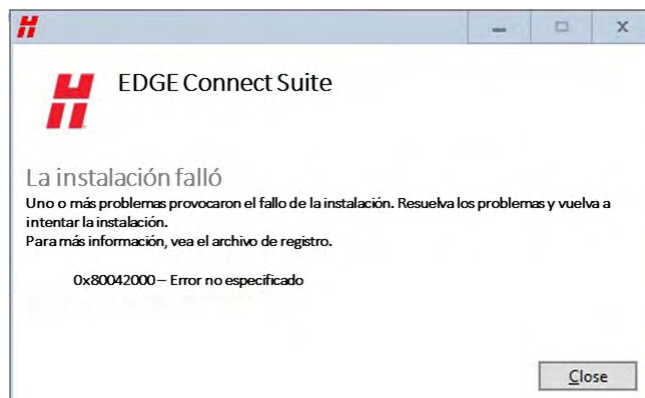 EDGE Connect Suite
La instalación falló
Uno o más problemas provocaron el fallo de la instalación. Resuelva los problemas y vuelva a
intentar la instalación.
Para más información, vea el archivo de registro.
0x80042000 – Error no especificado
Close